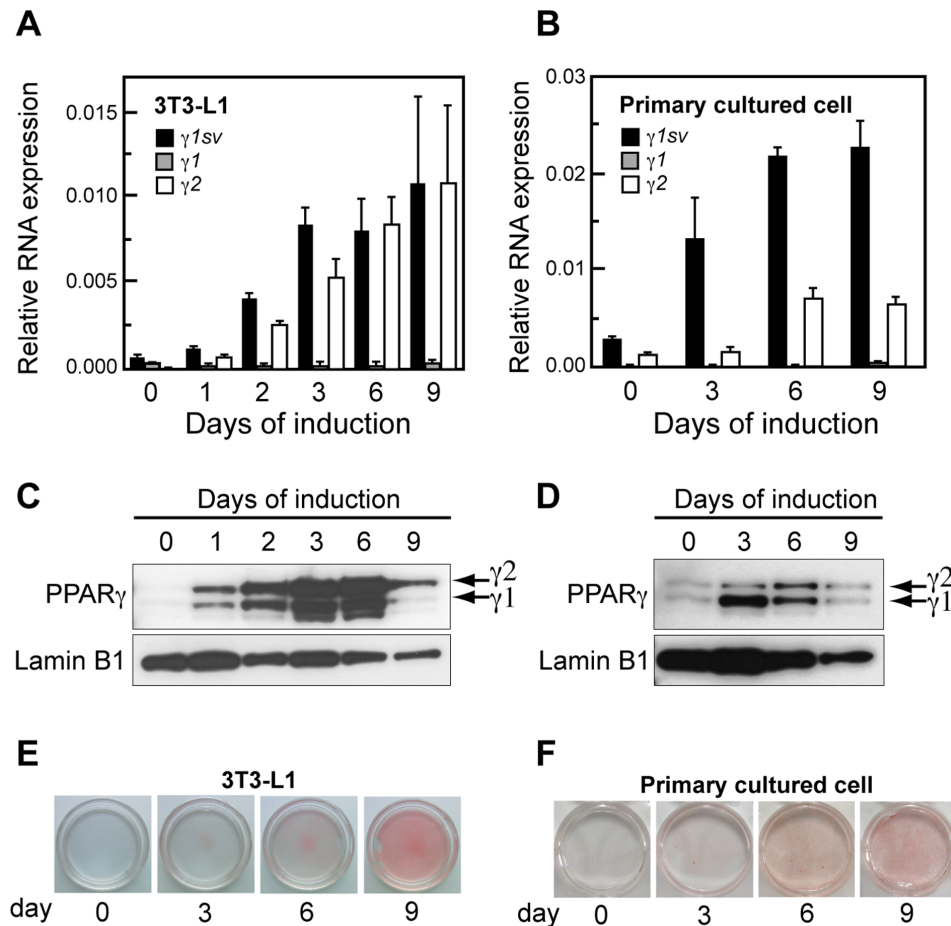 A
3T3-L1
γ1sv
γ1
γ2
Relative RNA expression
0.015
0.010
0.005
0.000
0 1 2 3 6 9
Days of induction
B
Primary cultured cell
γ1sv
γ1
γ2
Relative RNA expression
0.03
0.02
0.01
0.00
0 3 6 9
Days of induction
C
Days of induction
0 1 2 3 6 9
PPARγ
γ2
γ1
Lamin B1
D
Days of induction
0 3 6 9
PPARγ
γ2
γ1
Lamin B1
E
3T3-L1
day 0 3 6 9
F
Primary cultured cell
day 0 3 6 9